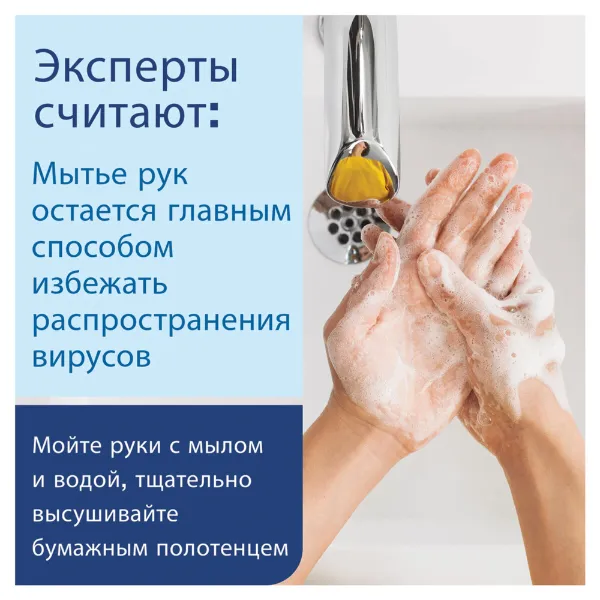 Эксперты
считают:
Мытье рук
остается главным
способом
избежать
распространения
вирусов
Мойте руки с мылом
и водой, тщательно
высушивайте
бумажным полотенцем